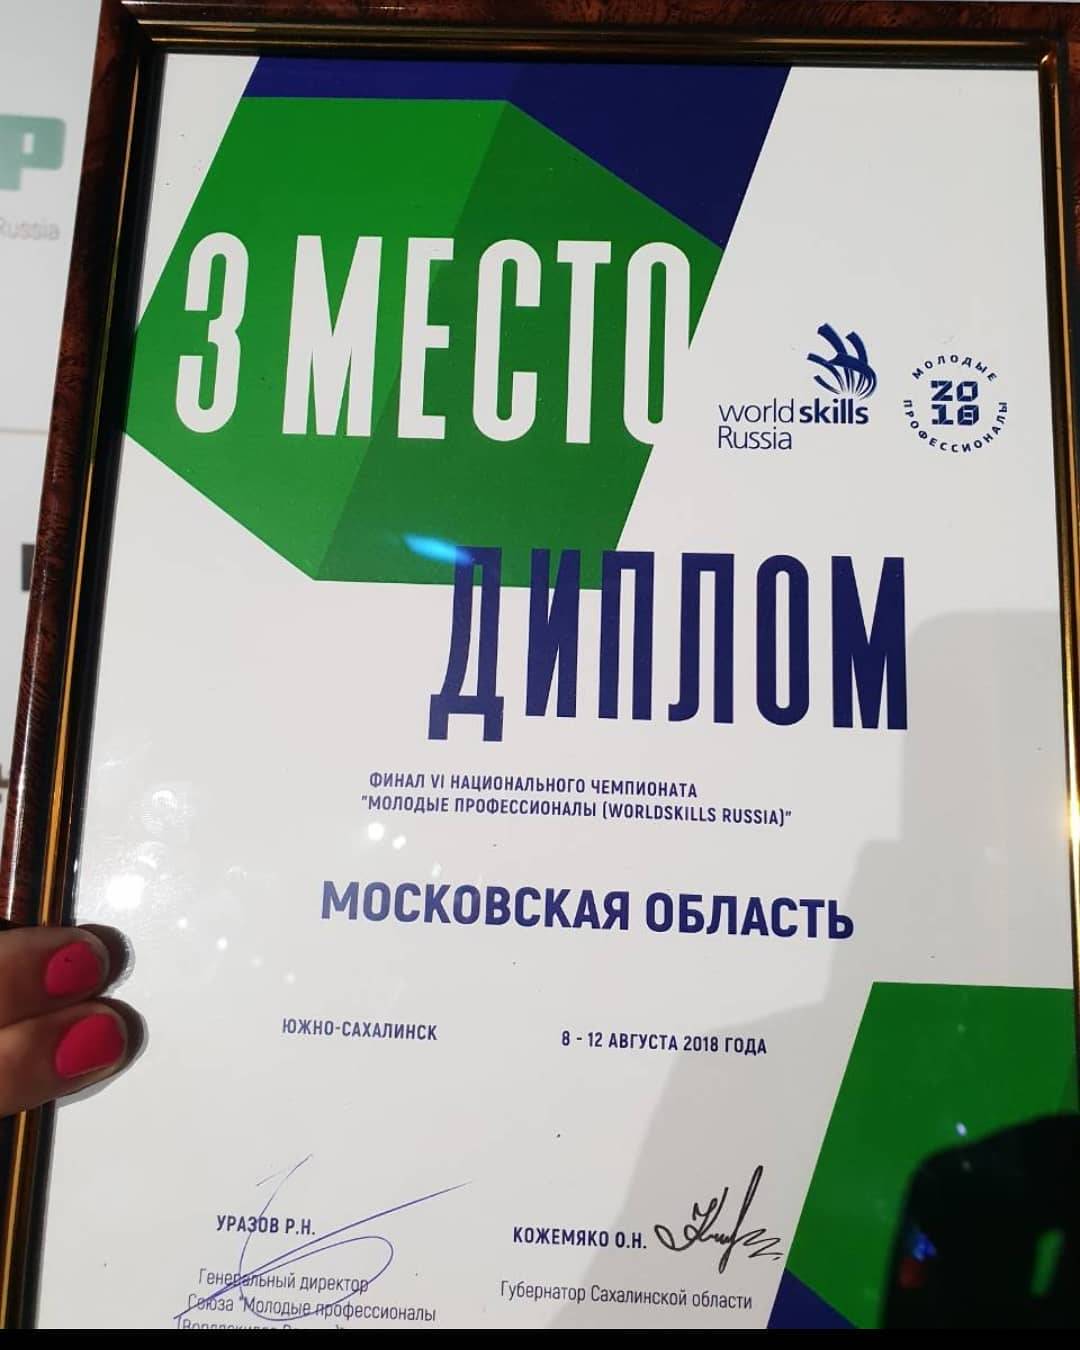 Russia
3 МЕСТО
world skills
Russia
МОЛОДЫЕ
2018
ПРОФЕССИОНАЛЫ
ДИПЛОМ
ФИНАЛ VI НАЦИОНАЛЬНОГО ЧЕМПИОНАТА
"МОЛОДЫЕ ПРОФЕССИОНАЛЫ (WORLDSKILLS RUSSIA)"
МОСКОВСКАЯ ОБЛАСТЬ
ЮЖНО-САХАЛИНСК 8 - 12 АВГУСТА 2018 ГОДА
УРАЗОВ Р.Н.
КОЖЕМЯКО О.Н.
Генеральный директор
Союза "Молодые профессионалы
Губернатор Сахалинской области